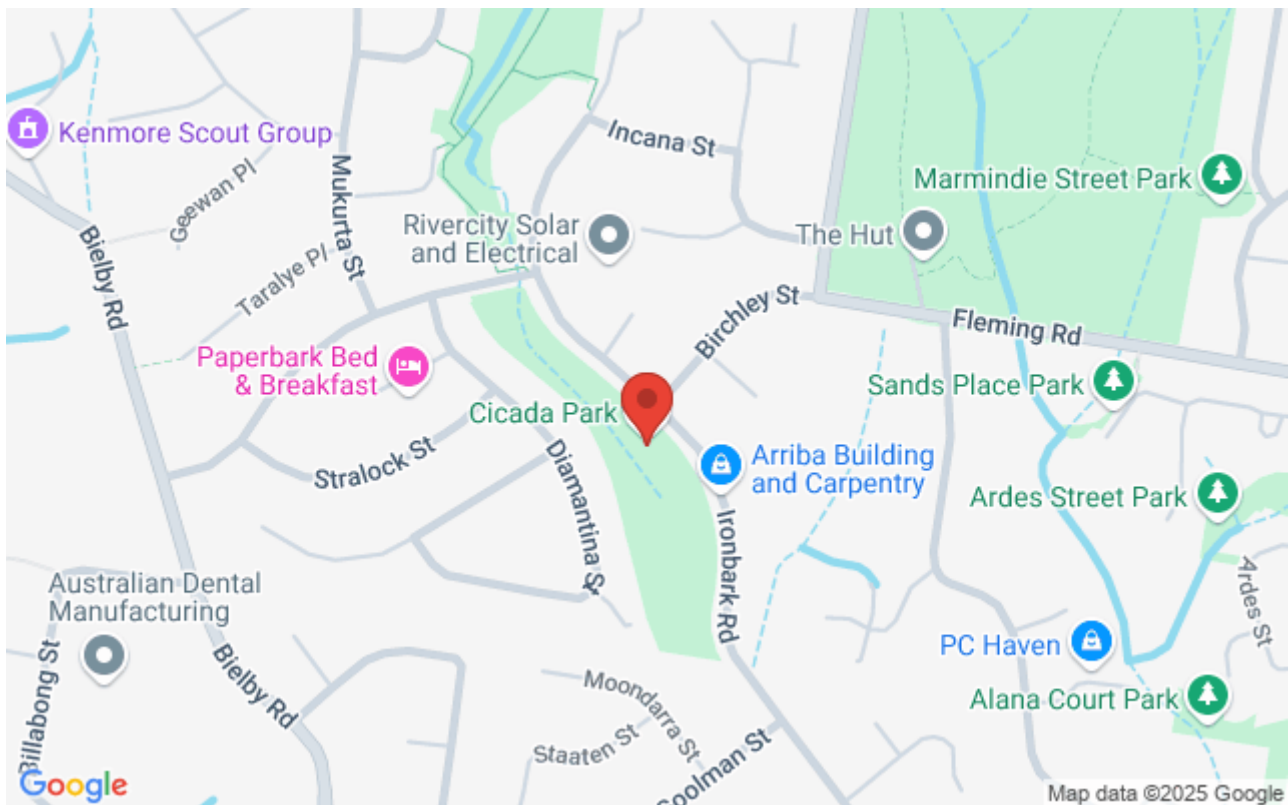 Incana St
Kenmore Scout Group
Geewan Pl
Mukurta St
Marmindie Street Park
Rivercity Solar
and Electrical
The Hut
Bielby Rd
Taralye Pl
Birchley St
Fleming Rd
Paperbark Bed
& Breakfast
Sands Place Park
Cicada Park
Stralock St
Diamantina St
Arriba Building
and Carpentry
Ardes Street Park
Ironbark Rd
Ardes St
Australian Dental
Manufacturing
PC Haven
Billabong St
Bielby Rd
Moondarra St
Alana Court Park
Staaten St
Coolman St
Google
Map data ©2025 Google